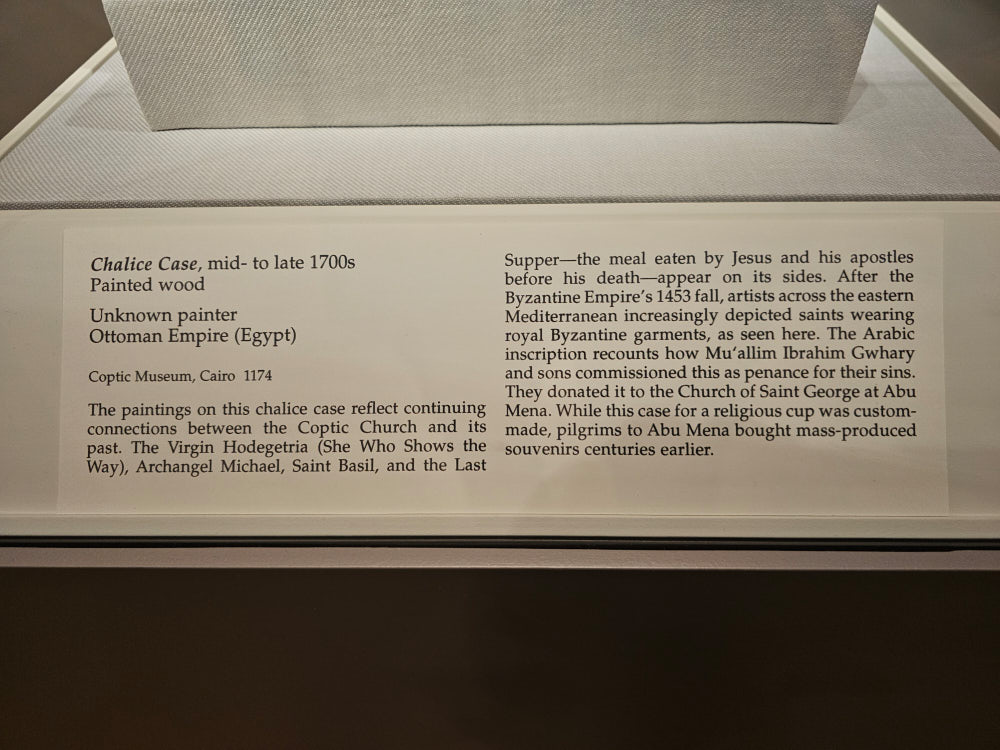 Chalice Case, mid- to late 1700s
Painted wood
Unknown painter
Ottoman Empire (Egypt)
Coptic Museum, Cairo 1174
The paintings on this chalice case reflect continuing
connections between the Coptic Church and its
past. The Virgin Hodegetria (She Who Shows the
Way), Archangel Michael, Saint Basil, and the Last
Supper—the meal eaten by Jesus and his apostles
before his death—appear on its sides. After the
Byzantine Empire's 1453 fall, artists across the eastern
Mediterranean increasingly depicted saints wearing
royal Byzantine garments, as seen here. The Arabic
inscription recounts how Mu‘allim Ibrahim Gwhary
and sons commissioned this as penance for their sins.
They donated it to the Church of Saint George at Abu
Mena. While this case for a religious cup was custom-
made, pilgrims to Abu Mena bought mass-produced
souvenirs centuries earlier.